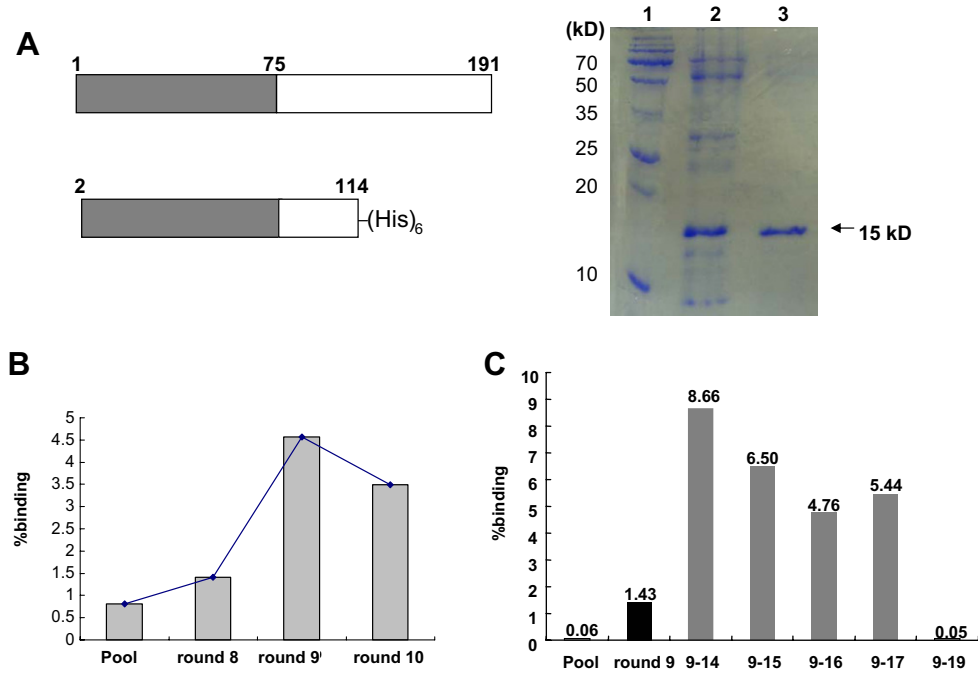 A
1 75 191
2 114
(His)6
(kD) 1 2 3
70
50
35
25
20
10
15 kD
B
%binding
5
4.5
4
3.5
3
2.5
2
1.5
1
0.5
0
Pool round 8 round 9 round 10
C
%binding
10
9
8
7
6
5
4
3
2
1
0
0.06 1.43 8.66 6.50 4.76 5.44 0.05
Pool round 9 9-14 9-15 9-16 9-17 9-19